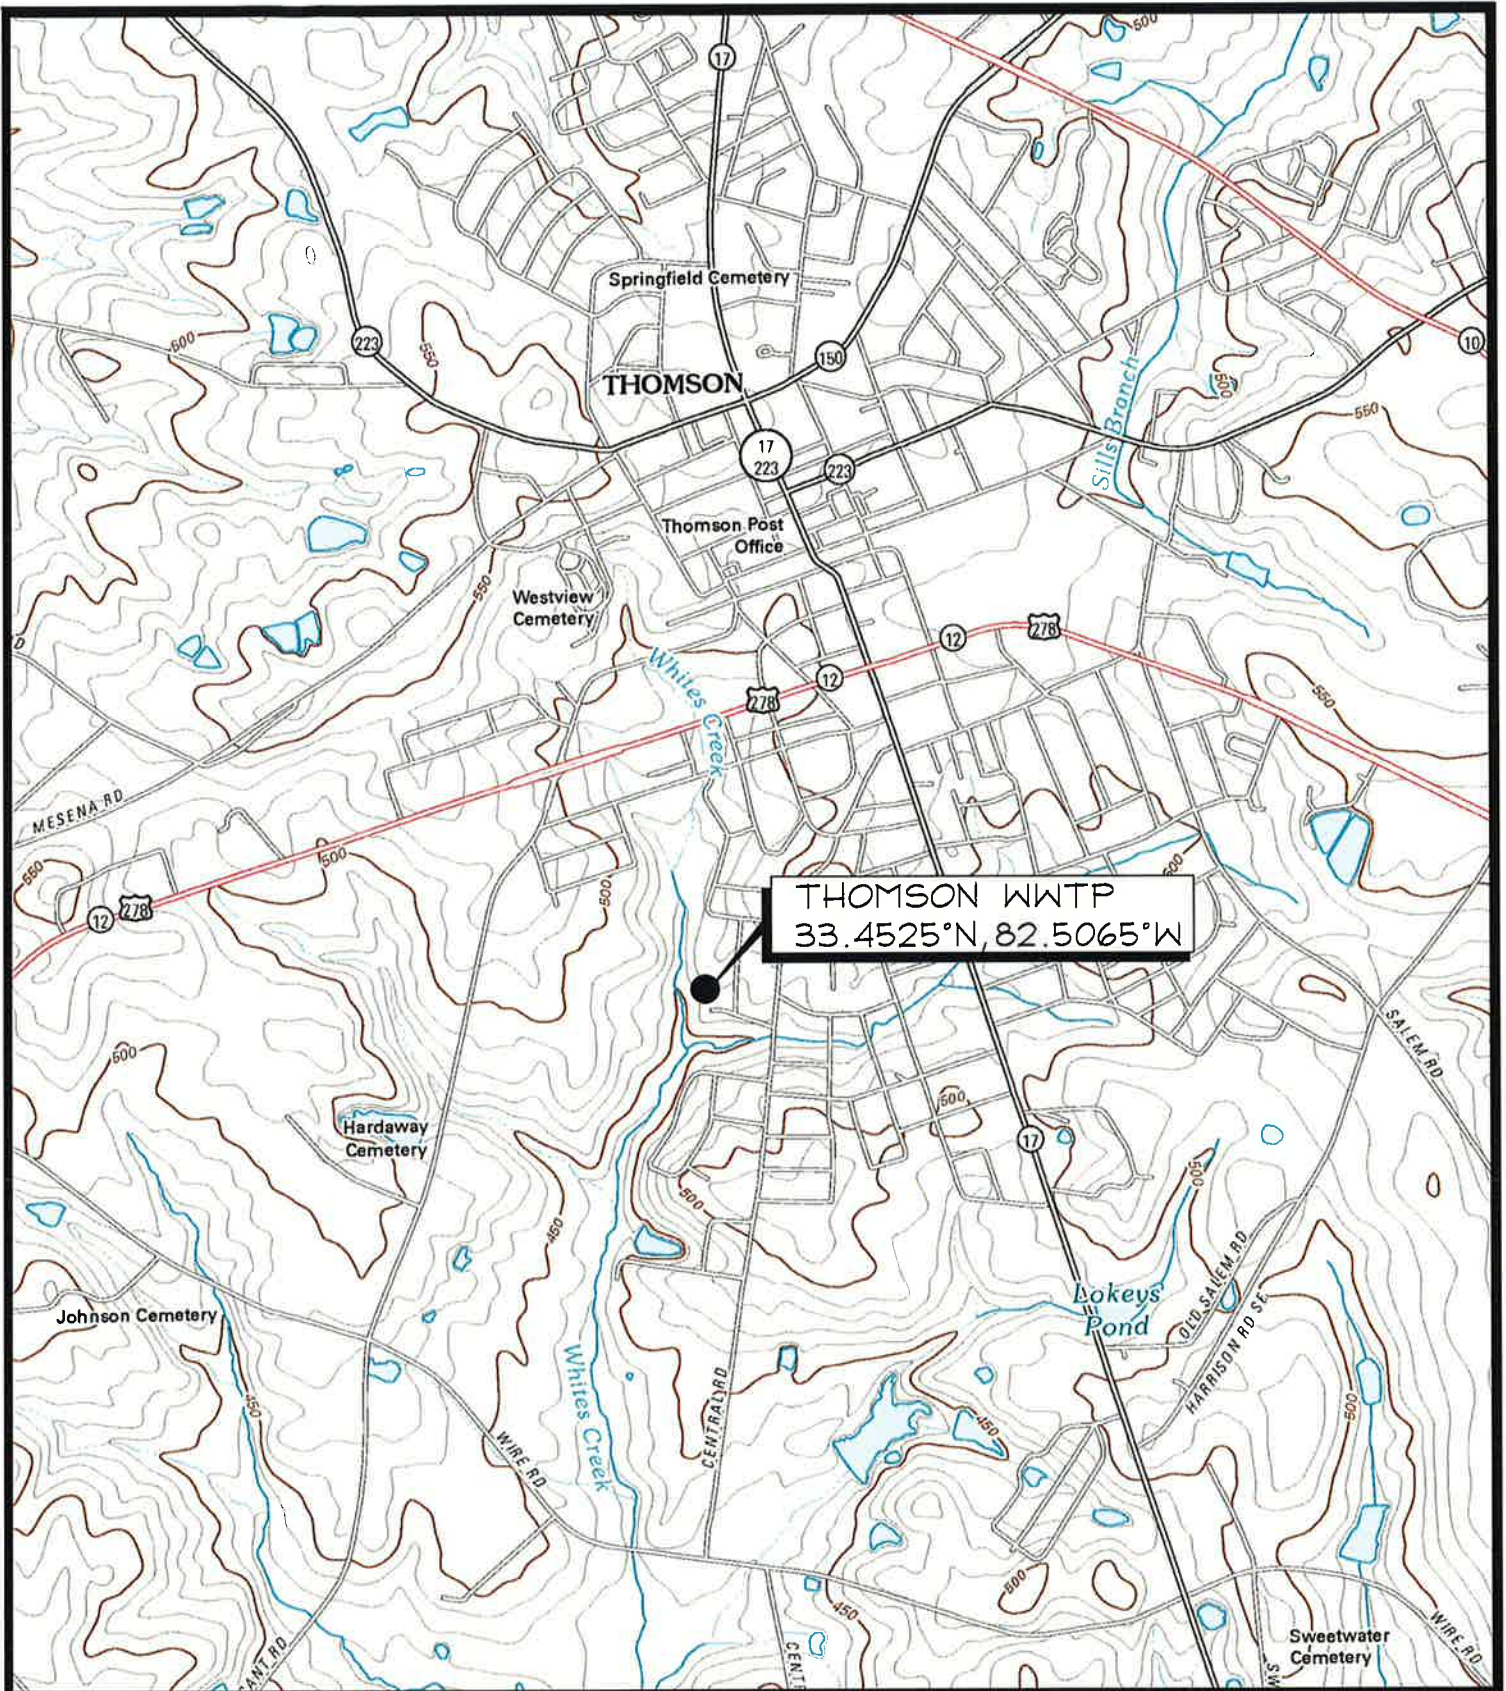 500
17
Springfield Cemetery
500
223
550
150
10
THOMSON
500
550
Sills Branch
17
223
223
Thomson Post
Office
550
Westview
Cemetery
12
278
Whites Creek
12
278
550
MESENA RD
500
550
500
500
12
278
THOMSON WWTP
33.4525°N, 82.5065°W
SALEM RD
500
500
Hardaway
Cemetery
17
500
500
450
OLD SALEM RD
Lokeys
Pond
HARRISON RD SE
Johnson Cemetery
Whites Creek
CENTRAL RD
450
450
500
WIRE RD
500
450
WIRE RD
Sweetwater
Cemetery
CENT
SW
ANT RD